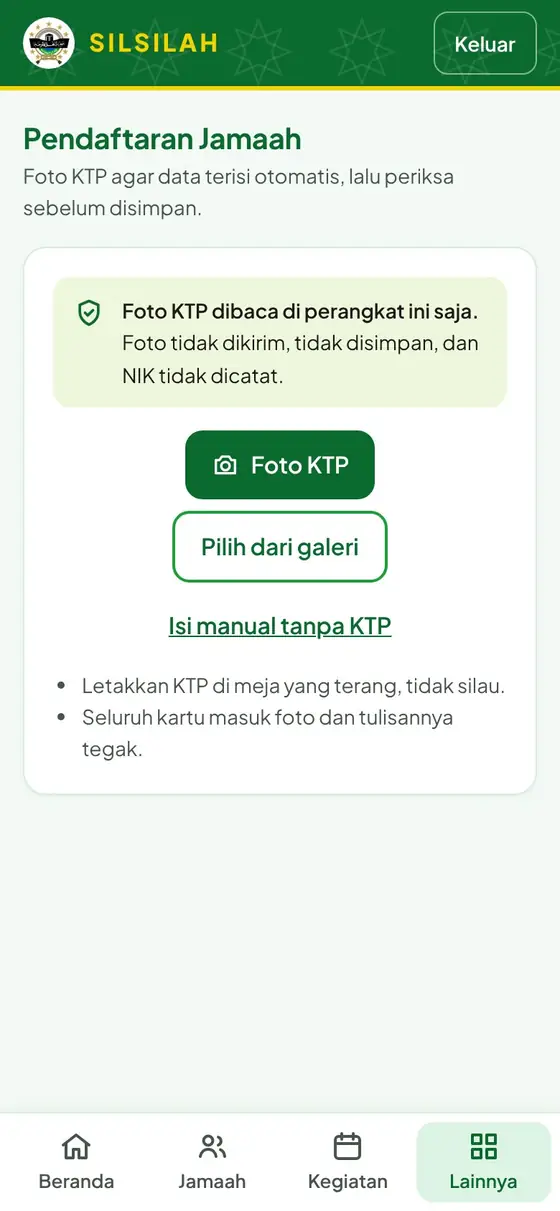 SILSILAH
Keluar
Pendaftaran Jamaah
Foto KTP agar data terisi otomatis, lalu periksa
sebelum disimpan.
Foto KTP dibaca di perangkat ini saja.
Foto tidak dikirim, tidak disimpan, dan
NIK tidak dicatat.
Foto KTP
Pilih dari galeri
Isi manual tanpa KTP
• Letakkan KTP di meja yang terang, tidak silau.
• Seluruh kartu masuk foto dan tulisannya
tegak.
Beranda
Jamaah
Kegiatan
Lainnya